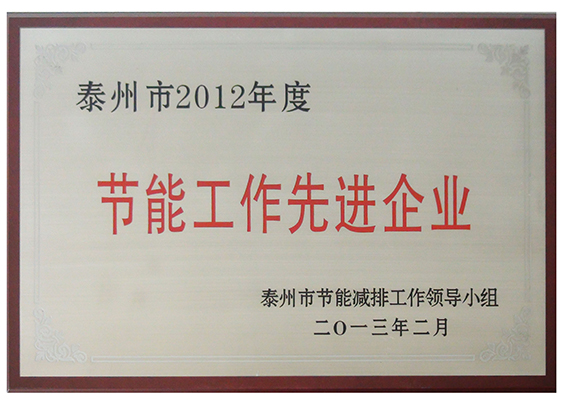 泰州市2012年度
节能工作先进企业
泰州市节能减排工作领导小组
二O一三年二月